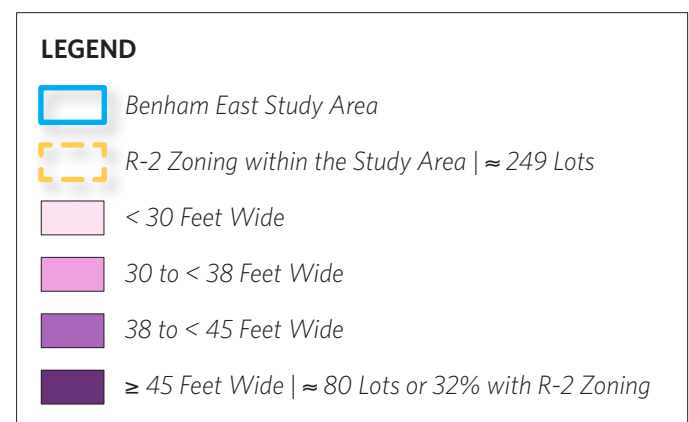 LEGEND
Benham East Study Area
R-2 Zoning within the Study Area | ≈ 249 Lots
< 30 Feet Wide
30 to < 38 Feet Wide
38 to < 45 Feet Wide
≥ 45 Feet Wide | ≈ 80 Lots or 32% with R-2 Zoning